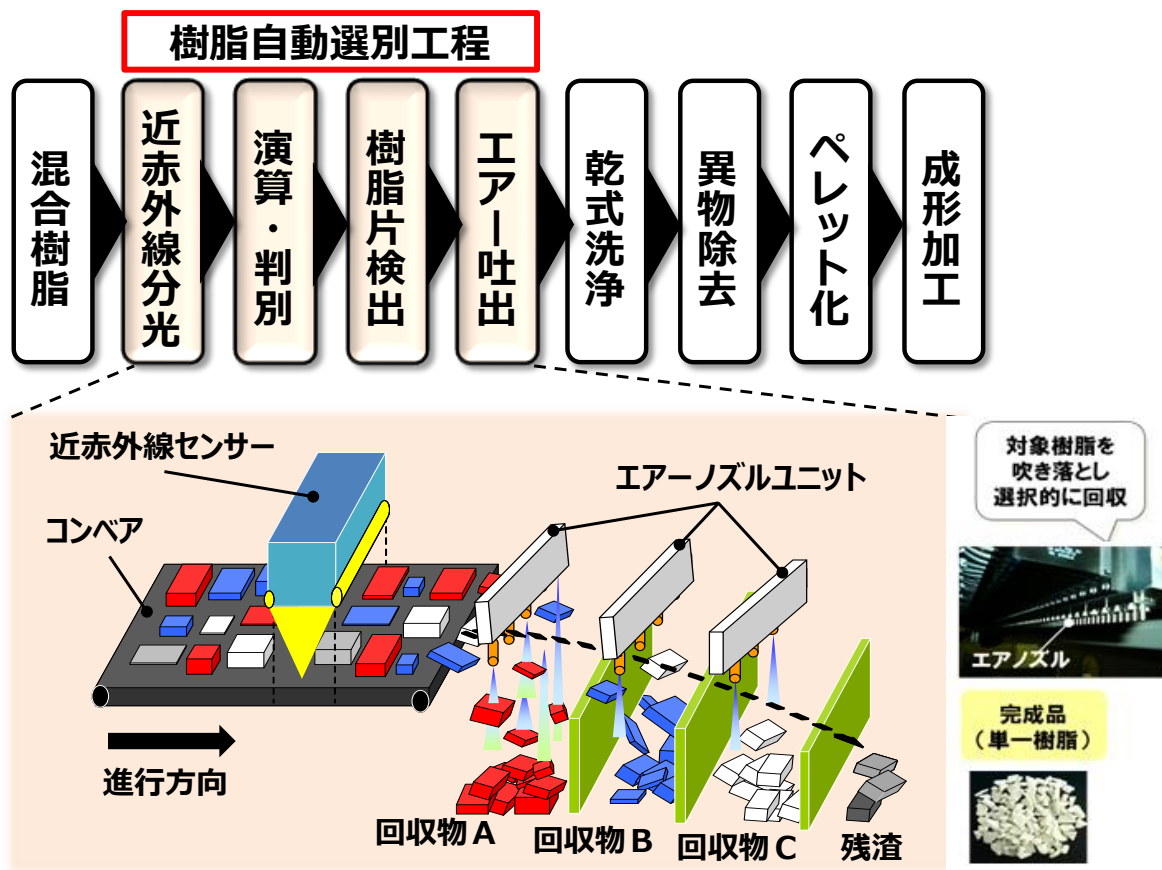 樹脂自動選別工程
混合樹脂
近赤外線分光
演算・判別
樹脂片検出
エアー吐出
乾式洗浄
異物除去
ペレット化
成形加工
近赤外線センサー
コンベア
エアーノズルユニット
進行方向
回収物A
回収物B
回収物C
残渣
対象樹脂を
吹き落とし
選択的に回収
エアノズル
完成品
（単一樹脂）